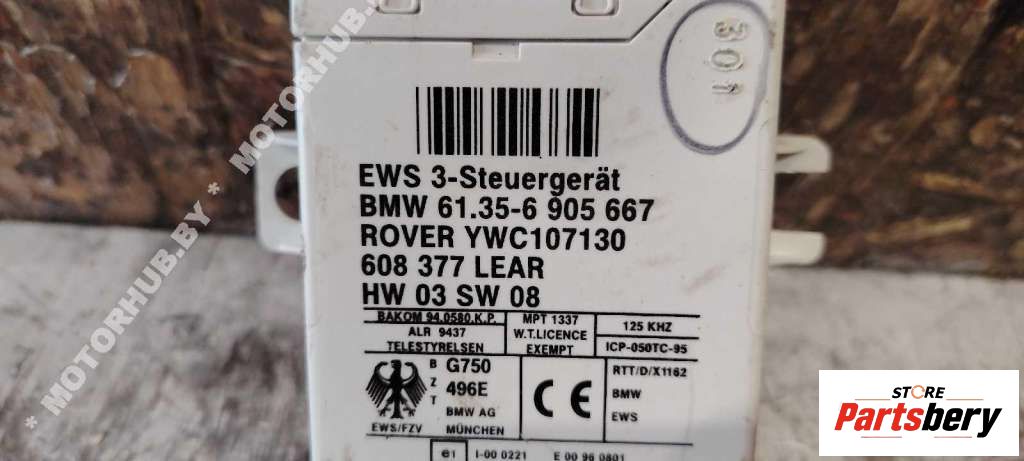 301
EWS 3-Steuergerät
BMW 61.35-6 905 667
ROVER YWC107130
608 377 LEAR
HW 03 SW 08
BAKOM 94.0580.K.P.
ALR 9437
TELESTYRELSEN
MPT 1337
W.T.LICENCE
EXEMPT
125 KHZ
ICP-050TC-95
BZT
G750
496E
BMW AG
MÜNCHEN
EWS/FZV
CE
RTT/D/X1162
BMW
EWS
e1
I-00 0221
E 00 96 0801
* MOTORHUB.BY * MOTORHUB.BY
STORE
Partsbery